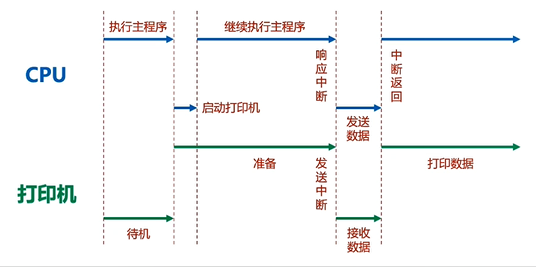 执行主程序
继续执行主程序
CPU
响应中断
中断返回
启动打印机
发送
数据
准备
发送中断
打印数据
打印机
待机
接收
数据